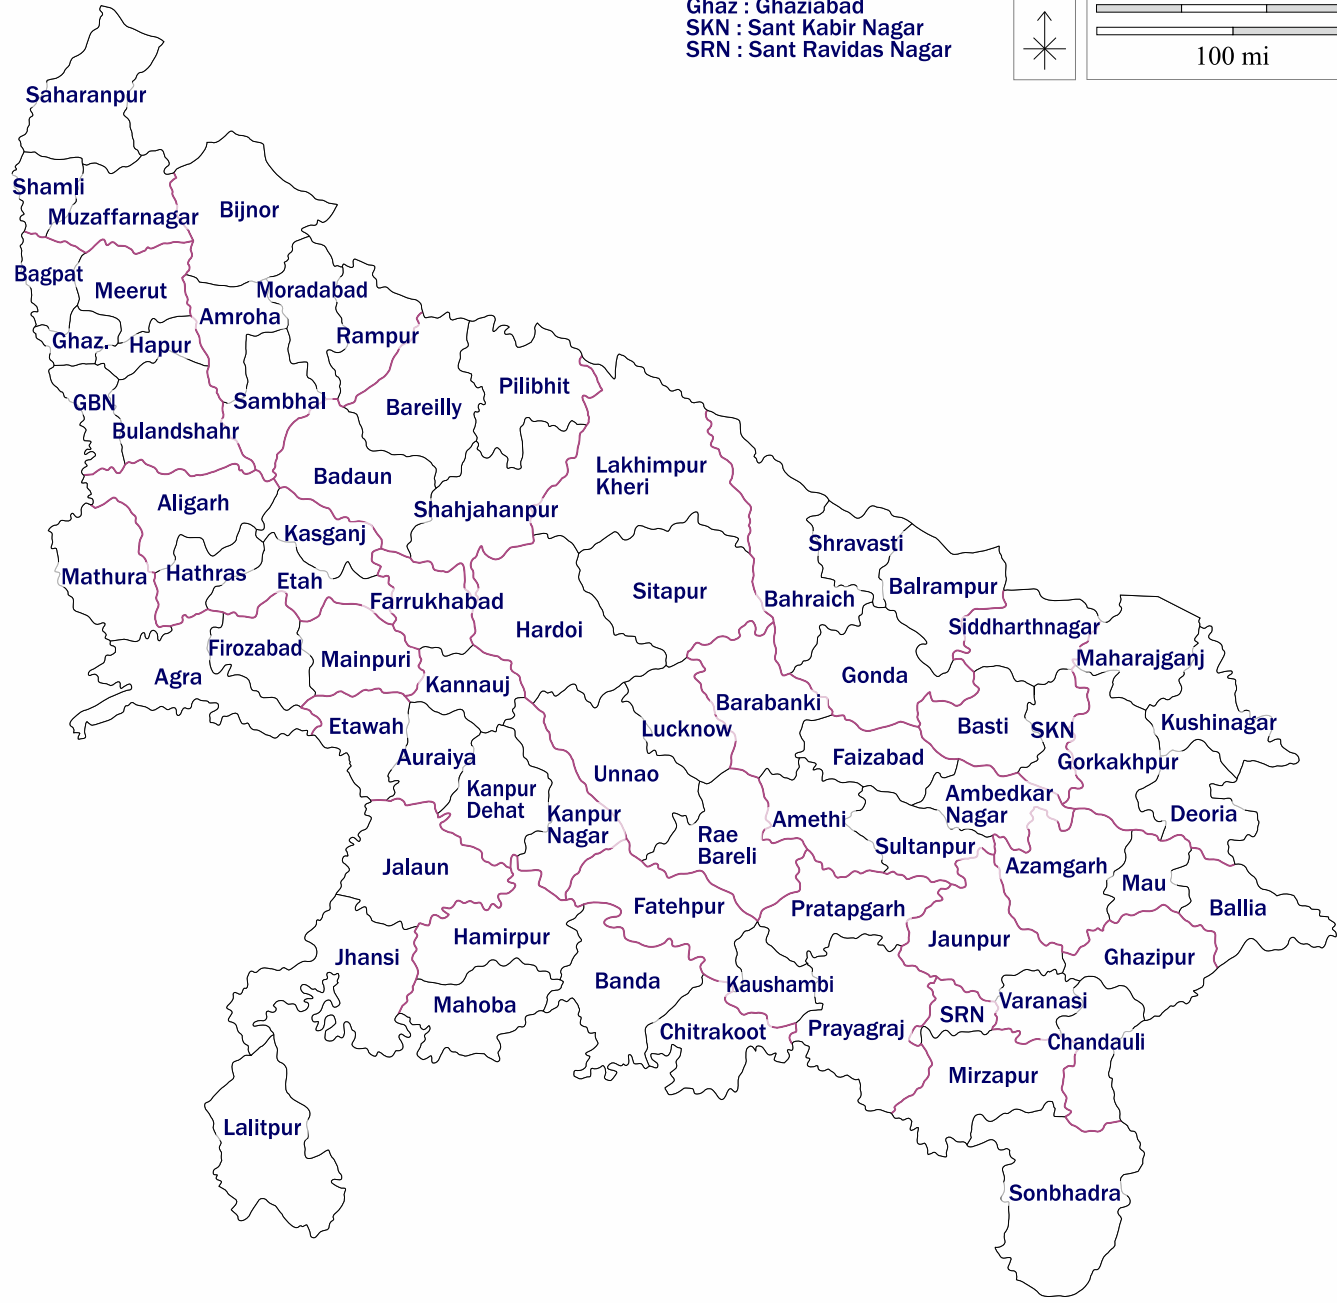 Ghaz : Ghaziabad
SKN : Sant Kabir Nagar
SRN : Sant Ravidas Nagar
100 mi
Saharanpur
Shamli
Muzaffarnagar
Bijnor
Bagpat
Meerut
Moradabad
Amroha
Rampur
Ghaz.
Hapur
Pilibhit
GBN
Sambhal
Bareilly
Bulandshahr
Lakhimpur
Kheri
Badaun
Aligarh
Shahjahanpur
Kasganj
Shravasti
Mathura
Hathras
Etah
Balrampur
Sitapur
Bahraich
Farrukhabad
Hardoi
Siddharthnagar
Firozabad
Mainpuri
Maharajganj
Agra
Kannauj
Gonda
Barabanki
Etawah
Lucknow
Basti
SKN
Kushinagar
Auraiya
Faizabad
Gorkakhpur
Unnao
Kanpur
Dehat
Ambedkar
Nagar
Kanpur
Nagar
Amethi
Deoria
Rae
Bareli
Sultanpur
Jalaun
Azamgarh
Mau
Fatehpur
Pratapgarh
Ballia
Hamirpur
Jaunpur
Jhansi
Ghazipur
Banda
Kaushambi
Mahoba
Varanasi
SRN
Chitrakoot
Prayagraj
Chandauli
Mirzapur
Lalitpur
Sonbhadra